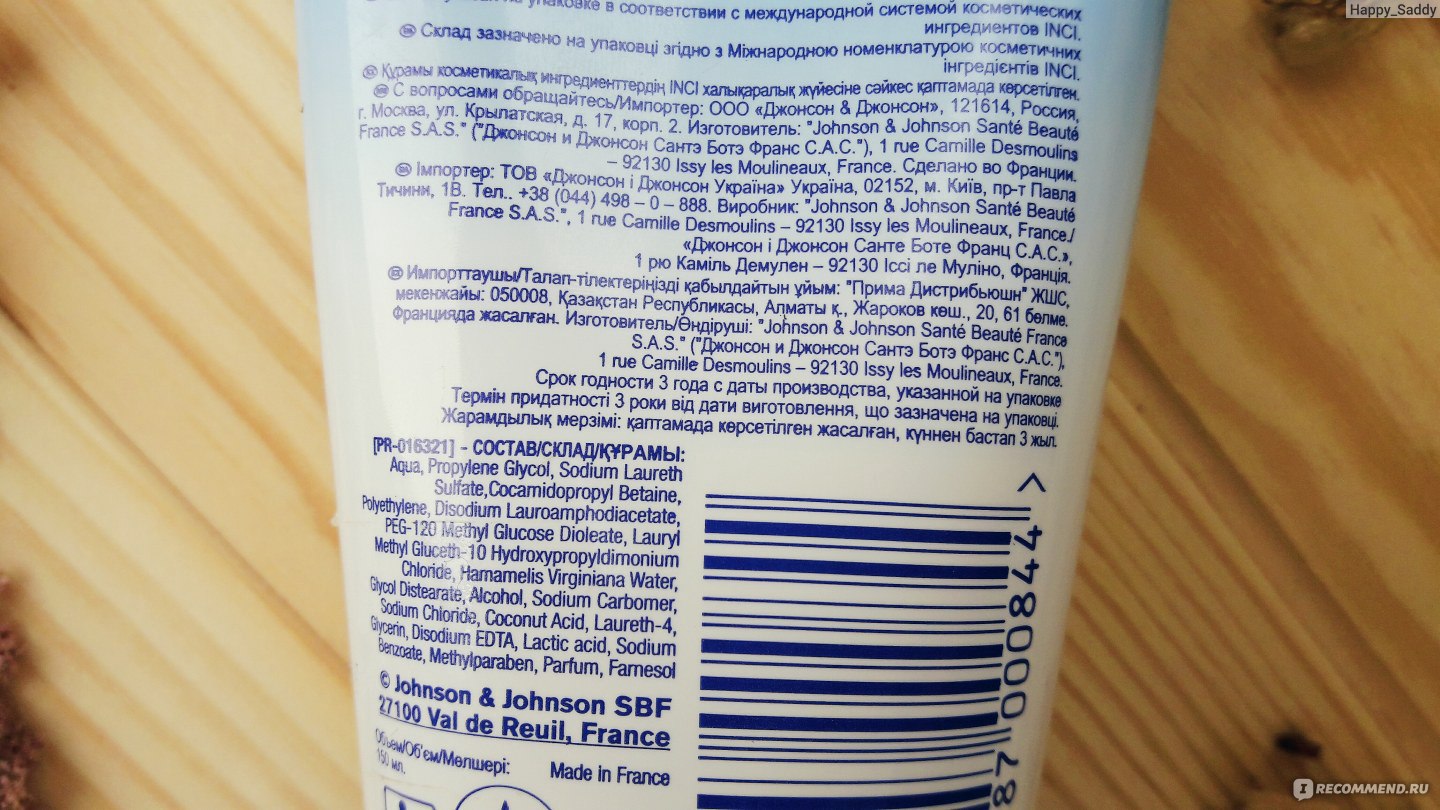 Happy_Saddy
упаковке в соответствии с международной системой косметических
ингредиентов INCI.
Склад зазначено на упаковці згідно з Міжнародною номенклатурою косметичних
інгредієнтів INCI.
Құрамы косметикалық ингредиенттердің INCI халықаралық жүйесіне сәйкес қаптамада көрсетілген.
С вопросами обращайтесь/Импортер: ООО «Джонсон & Джонсон», 121614, Россия,
г. Москва, ул. Крылатская, д. 17, корп. 2. Изготовитель: "Johnson & Johnson Santé Beauté
France S.A.S." ("Джонсон и Джонсон Сантэ Ботэ Франс С.А.С."), 1 rue Camille Desmoulins
– 92130 Issy les Moulineaux, France. Сделано во Франции.
Імпортер: ТОВ «Джонсон і Джонсон Україна» Україна, 02152, м. Київ, пр-т Павла
Тичини, 1В. Тел.. +38 (044) 498 – 0 – 888. Виробник: "Johnson & Johnson Santé Beauté
France S.A.S.", 1 rue Camille Desmoulins – 92130 Issy les Moulineaux, France./
«Джонсон і Джонсон Санте Боте Франц С.А.С.»,
1 рю Каміль Демулен – 92130 Іссі ле Муліно, Франція.
Импорттаушы/Талап-тілектеріңізді қабылдайтын ұйым: "Прима Дистрибьюшн" ЖШС,
мекенжайы: 050008, Қазақстан Республикасы, Алматы қ., Жароков көш., 20, 61 бөлме.
Францияда жасалған. Изготовитель/Өндіруші: "Johnson & Johnson Santé Beauté France
S.A.S." ("Джонсон и Джонсон Сантэ Ботэ Франс С.А.С."),
1 rue Camille Desmoulins – 92130 Issy les Moulineaux, France.
Срок годности 3 года с даты производства, указанной на упаковке
Термін придатності 3 роки від дати виготовлення, що зазначена на упаковці.
Жарамдылық мерзімі: қаптамада көрсетілген жасалған, күннен бастап 3 жыл.
[PR-016321] - СОСТАВ/СКЛАД/ҚҰРАМЫ:
Aqua, Propylene Glycol, Sodium Laureth
Sulfate,Cocamidopropyl Betaine,
Polyethylene, Disodium Lauroamphodiacetate,
PEG-120 Methyl Glucose Dioleate, Lauryl
Methyl Gluceth-10 Hydroxypropyldimonium
Chloride, Hamamelis Virginiana Water,
Glycol Distearate, Alcohol, Sodium Carbomer,
Sodium Chloride, Coconut Acid, Laureth-4,
Glycerin, Disodium EDTA, Lactic acid, Sodium
Benzoate, Methylparaben, Parfum, Farnesol
© Johnson & Johnson SBF
27100 Val de Reuil, France
Объем/Об'єм/Мөлшері:
150 мл.
Made in France
87 000844 >
IRECOMMEND.RU